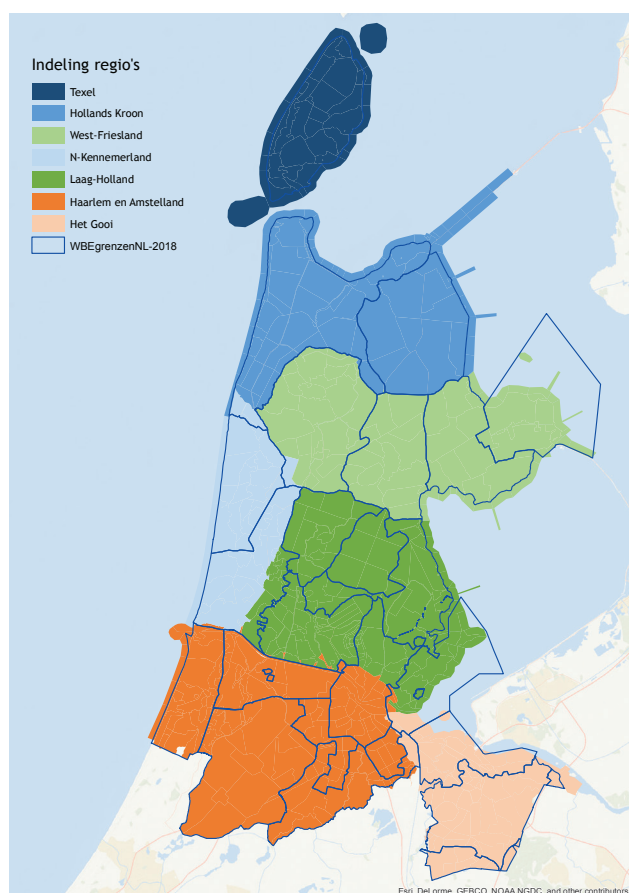 Indeling regio's
Texel
Hollands Kroon
West-Friesland
N-Kennemerland
Laag-Holland
Haarlem en Amstelland
Het Gooi
WBEgrenzenNL-2018
Esri, DeLorme, GEBCO, NOAA NGDC, and other contributors